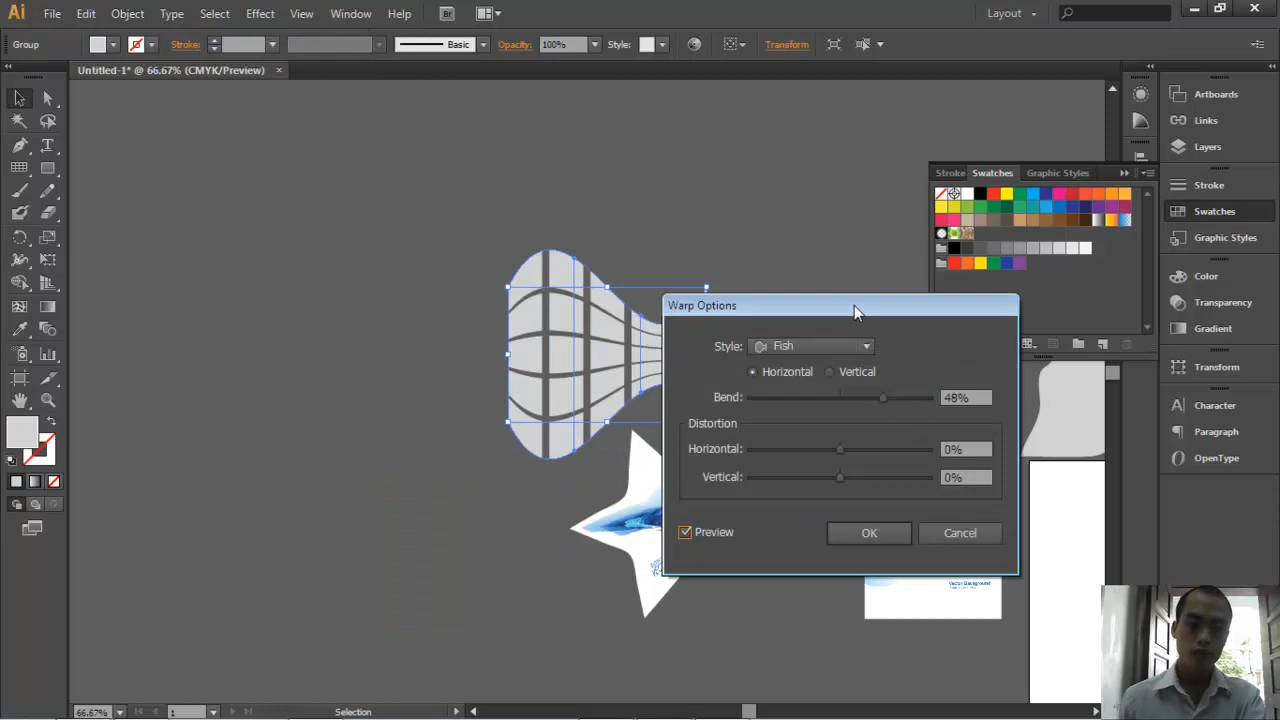 Ai File Edit Object Type Select Effect View Window Help Br Layout
Group Stroke: Basic Opacity: 100% Style: Transform
Untitled-1* @ 66.67% (CMYK/Preview) ×
Artboards
Links
Layers
Stroke
Swatches
Graphic Styles
Color
Transparency
Gradient
Transform
Character
Paragraph
OpenType
Stroke Swatches Graphic Styles
Warp Options
Style: Fish
Horizontal Vertical
Bend: 48%
Distortion
Horizontal: 0%
Vertical: 0%
Preview OK Cancel
Vector Background
66.67% 1 Selection